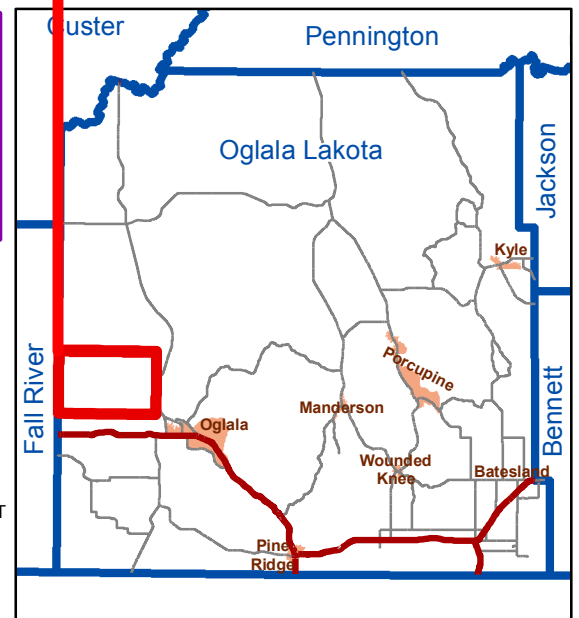 Custer
Pennington
Oglala Lakota
Jackson
Kyle
Fall River
Porcupine
Manderson
Oglala
Bennett
Wounded
Knee
Batesland
T
Pine
Ridge